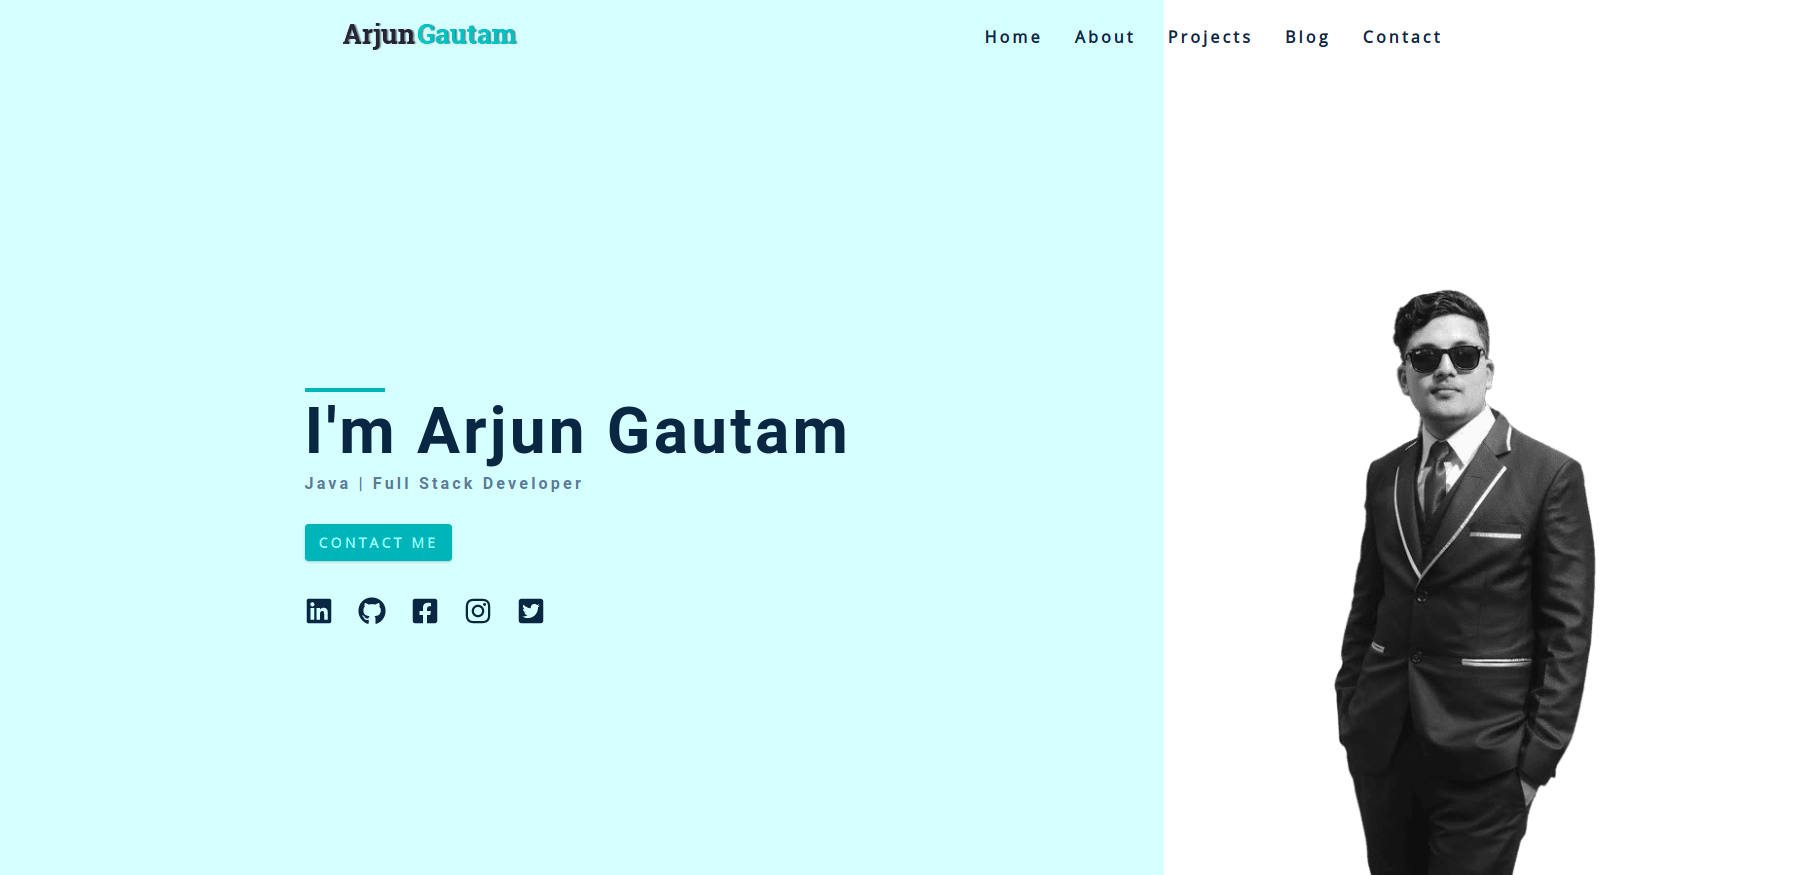 ArjunGautam
Home About Projects Blog Contact
I'm Arjun Gautam
Java | Full Stack Developer
CONTACT ME